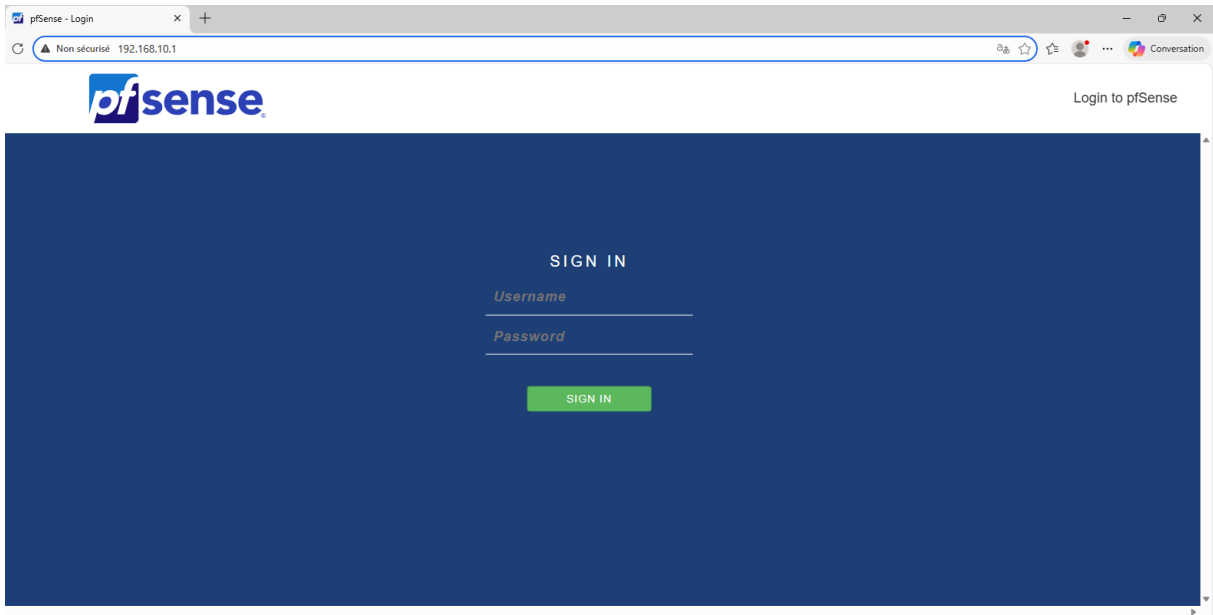 pfSense - Login
Non sécurisé 192.168.10.1
Conversation
pfsense®
Login to pfSense
SIGN IN
Username
Password
SIGN IN